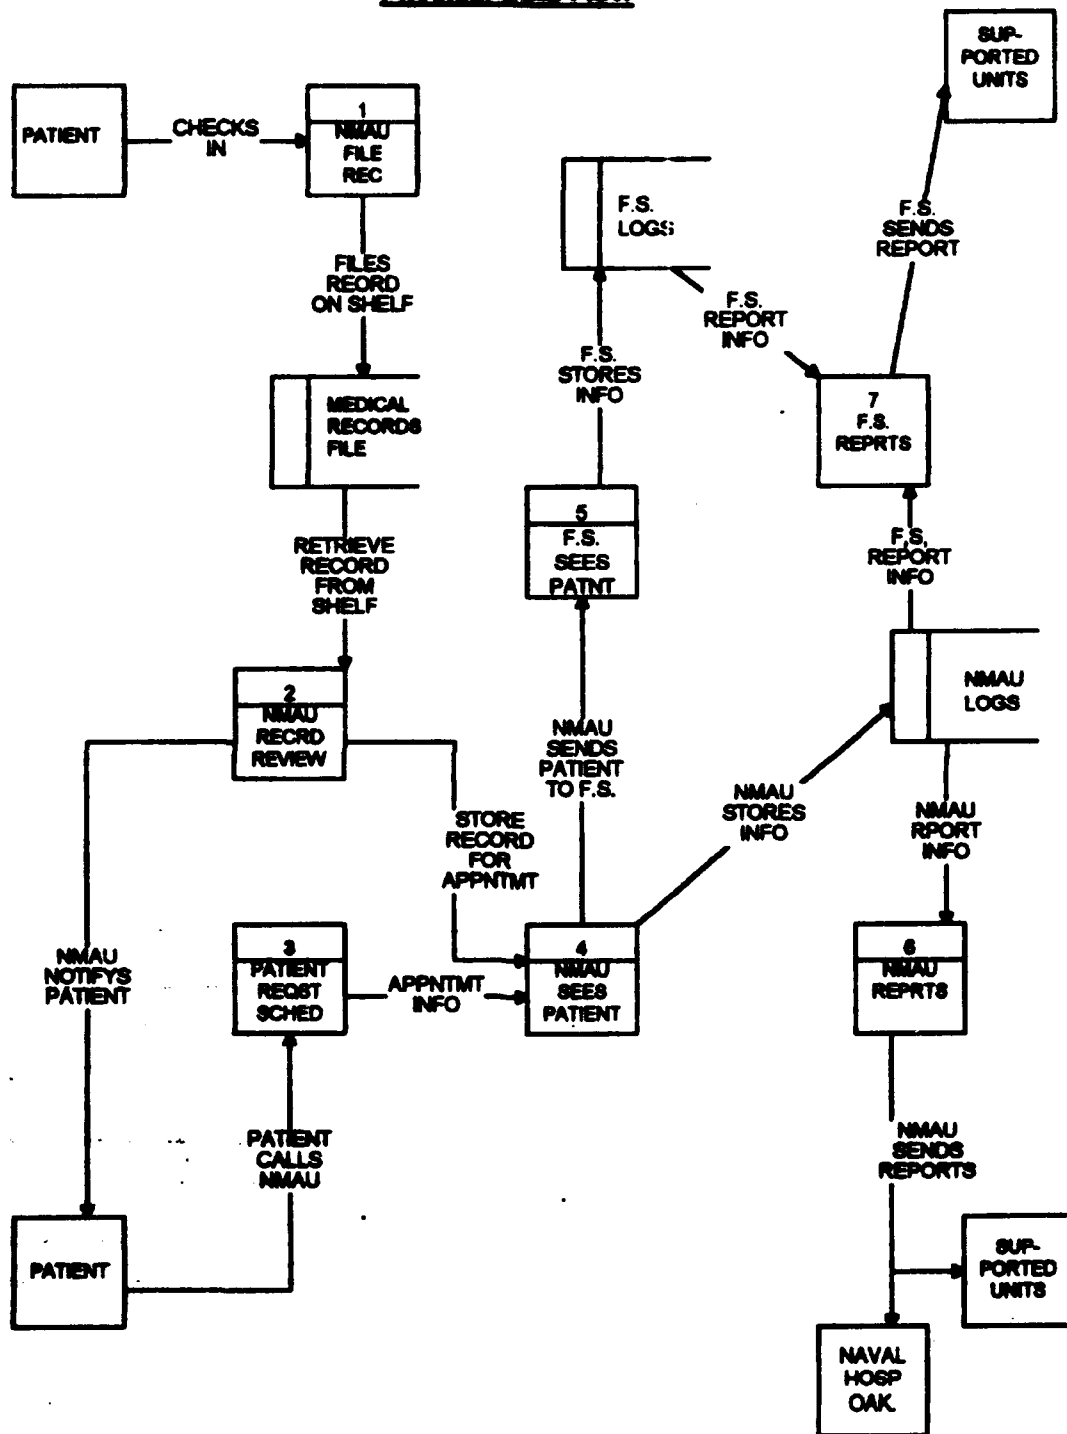 SUP-
PORTED
UNITS
PATIENT
CHECKS
IN
1
NMAU
FILE
REC
F.S.
LOGS
F.S.
SENDS
REPORT
FILES
REORD
ON SHELF
F.S.
REPORT
INFO
F.S.
STORES
INFO
MEDICAL
RECORDS
FILE
7
F.S.
REPRTS
5
F.S.
SEES
PATNT
RETRIEVE
RECORD
FROM
SHELF
F,S,
REPORT
INFO
2
NMAU
RECRD
REVIEW
NMAU
LOGS
NMAU
SENDS
PATIENT
TO F.S.
NMAU
STORES
INFO
NMAU
RPORT
INFO
STORE
RECORD
FOR
APPNTMT
NMAU
NOTIFYS
PATIENT
3
PATIENT
REQST
SCHED
APPNTMT
INFO
4
NMAU
SEES
PATIENT
6
NMAU
REPRTS
PATIENT
CALLS
NMAU
NMAU
SENDS
REPORTS
PATIENT
SUP-
PORTED
UNITS
NAVAL
HOSP
OAK.